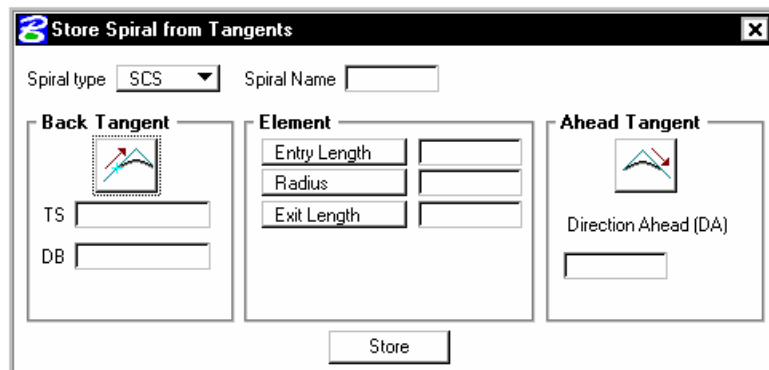 Store Spiral from Tangents
Spiral type SCS Spiral Name
Back Tangent
TS
DB
Element
Entry Length
Radius
Exit Length
Ahead Tangent
Direction Ahead (DA)
Store